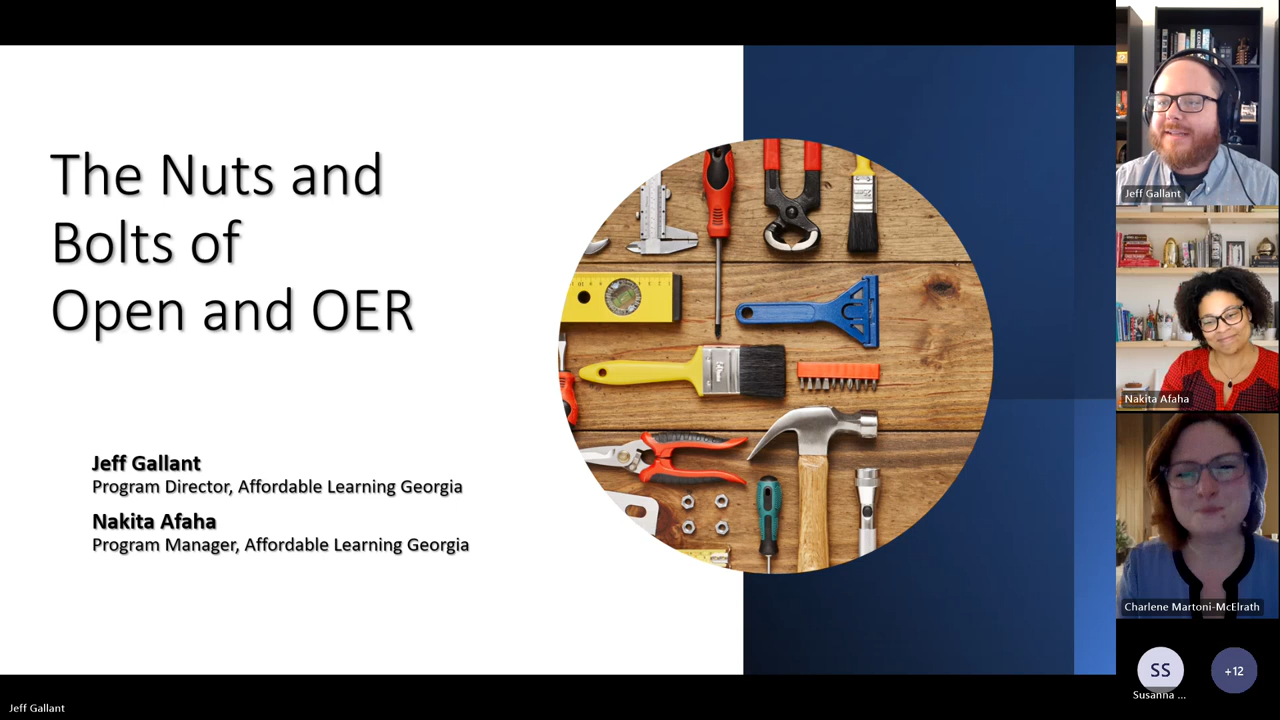 The Nuts and
Bolts of
Open and OER
Jeff Gallant
Program Director, Affordable Learning Georgia
Nakita Afaha
Program Manager, Affordable Learning Georgia
Jeff Gallant
Nakita Afaha
Charlene Martoni-McElrath
SS
+12
Susanna ...
Jeff Gallant